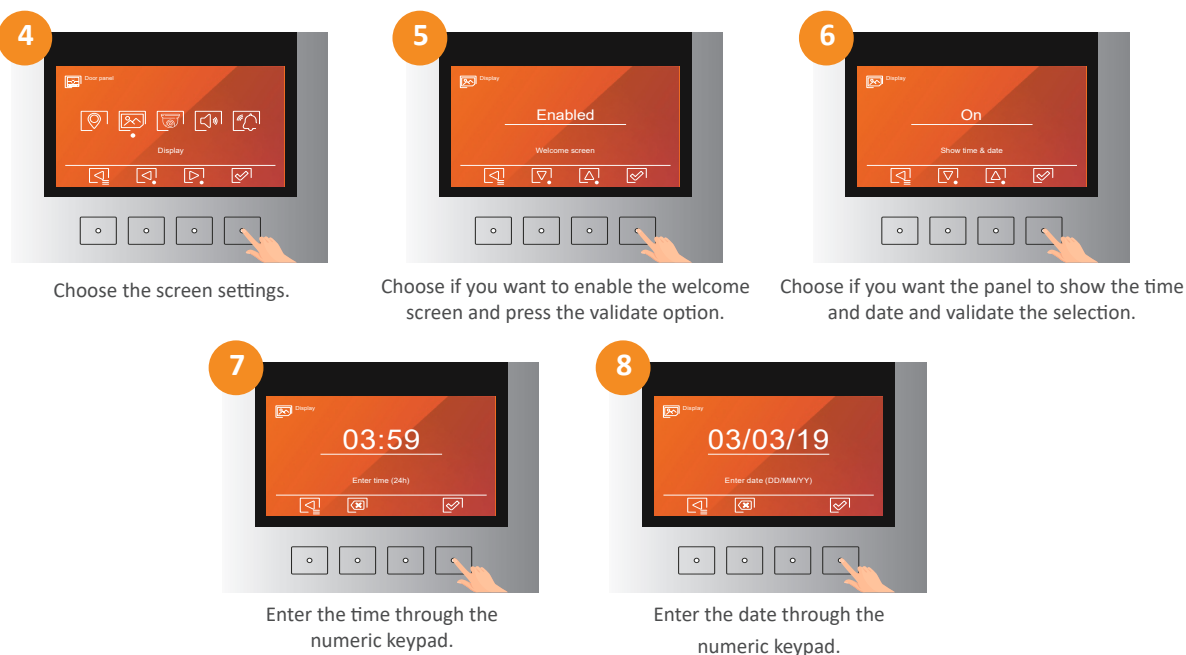 4
Door panel
Display
Choose the screen settings.
5
Display
Enabled
Welcome screen
Choose if you want to enable the welcome
screen and press the validate option.
6
Display
On
Show time & date
Choose if you want the panel to show the time
and date and validate the selection.
7
Display
03:59
Enter time (24h)
Enter the time through the
numeric keypad.
8
Display
03/03/19
Enter date (DD/MM/YY)
Enter the date through the
numeric keypad.